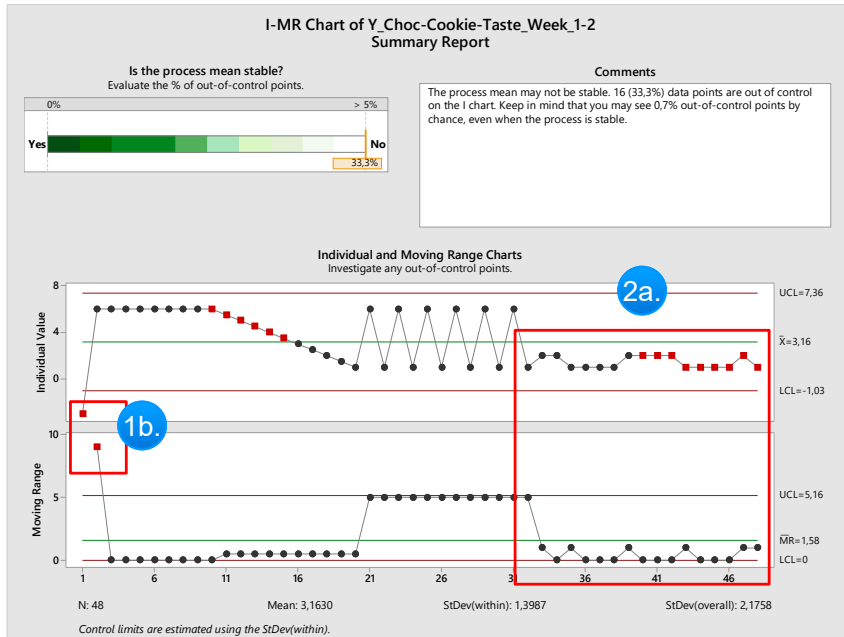 I-MR Chart of Y_Choc-Cookie-Taste_Week_1-2
Summary Report
Is the process mean stable?
Evaluate the % of out-of-control points.
0%
> 5%
Yes
No
33,3%
Comments
The process mean may not be stable. 16 (33,3%) data points are out of control
on the I chart. Keep in mind that you may see 0,7% out-of-control points by
chance, even when the process is stable.
Individual and Moving Range Charts
Investigate any out-of-control points.
Individual Value
8
4
0
UCL=7,36
X̄=3,16
LCL=-1,03
2a.
1b.
Moving Range
10
5
0
UCL=5,16
M̅R̅=1,58
LCL=0
1 6 11 16 21 26 31 36 41 46
N: 48 Mean: 3,1630 StDev(within): 1,3987 StDev(overall): 2,1758
Control limits are estimated using the StDev(within).